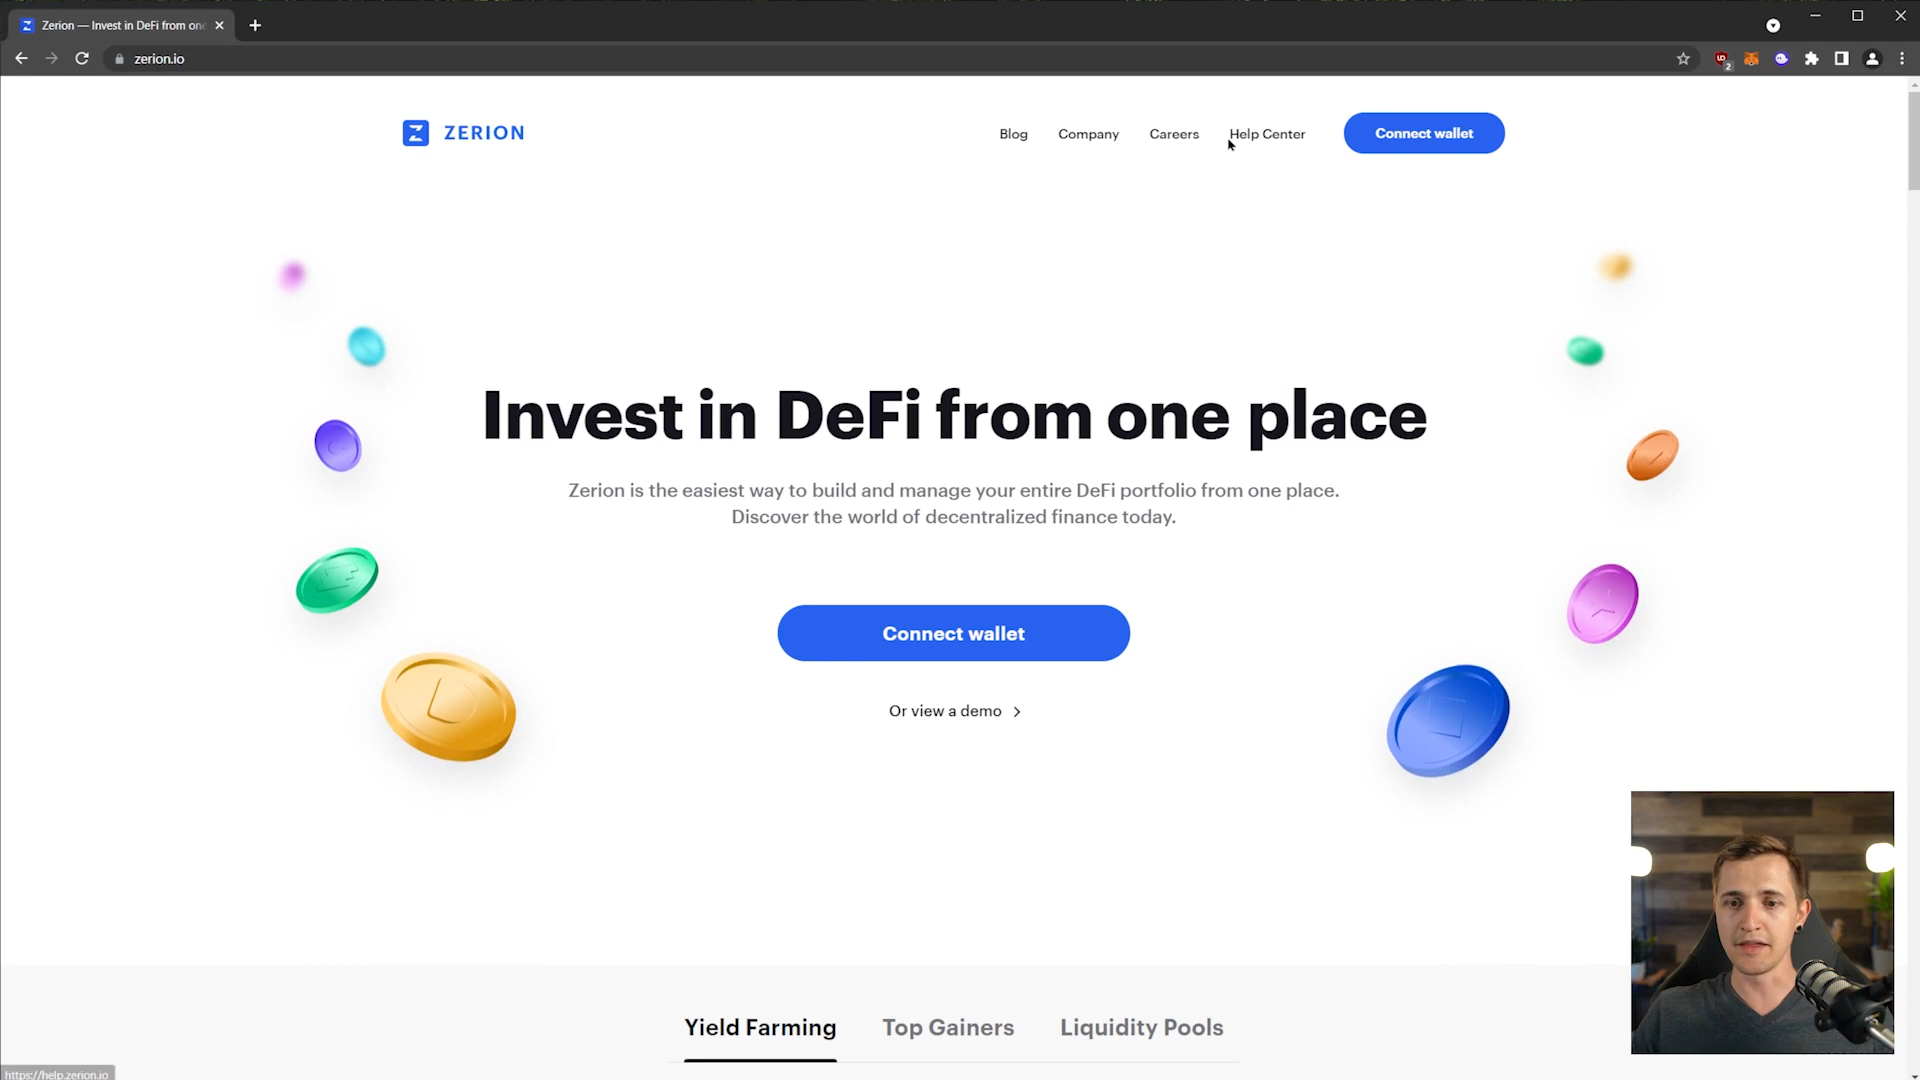 Zerion — Invest in DeFi from one
zerion.io
2
ZERION
Blog
Company
Careers
Help Center
Connect wallet
Invest in DeFi from one place
Zerion is the easiest way to build and manage your entire DeFi portfolio from one place.
Discover the world of decentralized finance today.
Connect wallet
Or view a demo
Yield Farming
Top Gainers
Liquidity Pools
https://help.zerion.io